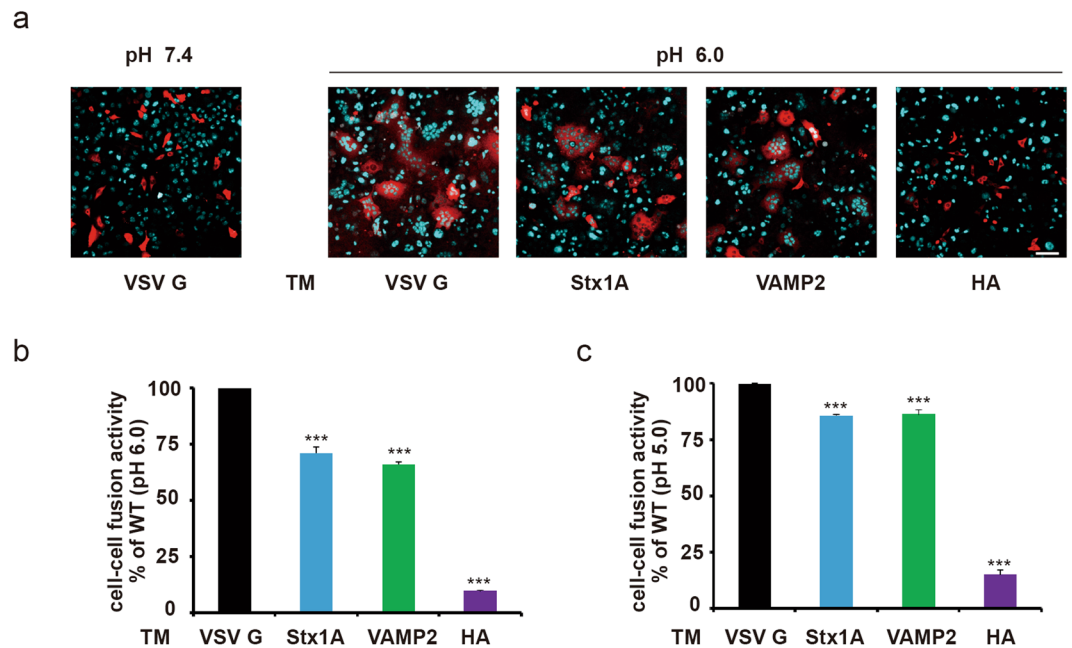 a
pH 7.4
pH 6.0
VSV G
TM
VSV G
Stx1A
VAMP2
HA
b
cell-cell fusion activity
% of WT (pH 6.0)
100
75
50
25
0
***
***
***
TM
VSV G
Stx1A
VAMP2
HA
c
cell-cell fusion activity
% of WT (pH 5.0)
100
75
50
25
0
***
***
***
TM
VSV G
Stx1A
VAMP2
HA